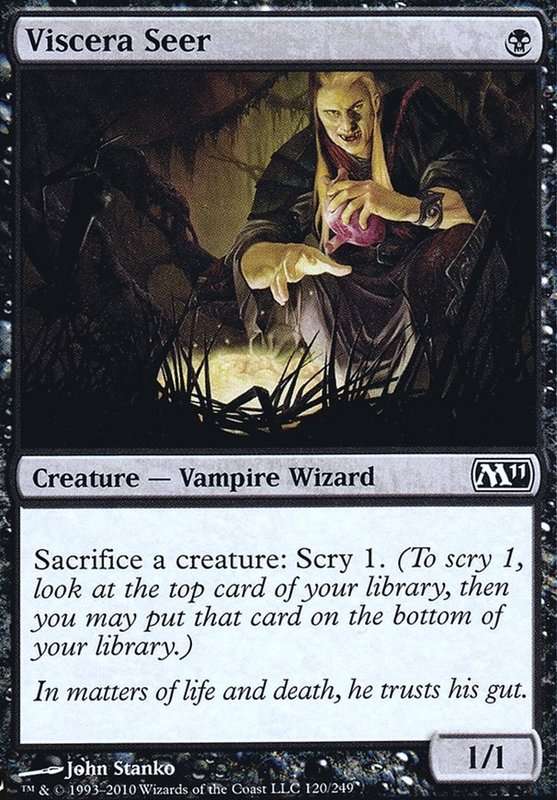 Viscera Seer
Creature — Vampire Wizard
M11
Sacrifice a creature: Scry 1. (To scry 1,
look at the top card of your library, then
you may put that card on the bottom of
your library.)
In matters of life and death, he trusts his gut.
1/1
John Stanko
™ & © 1993–2010 Wizards of the Coast LLC 120/249